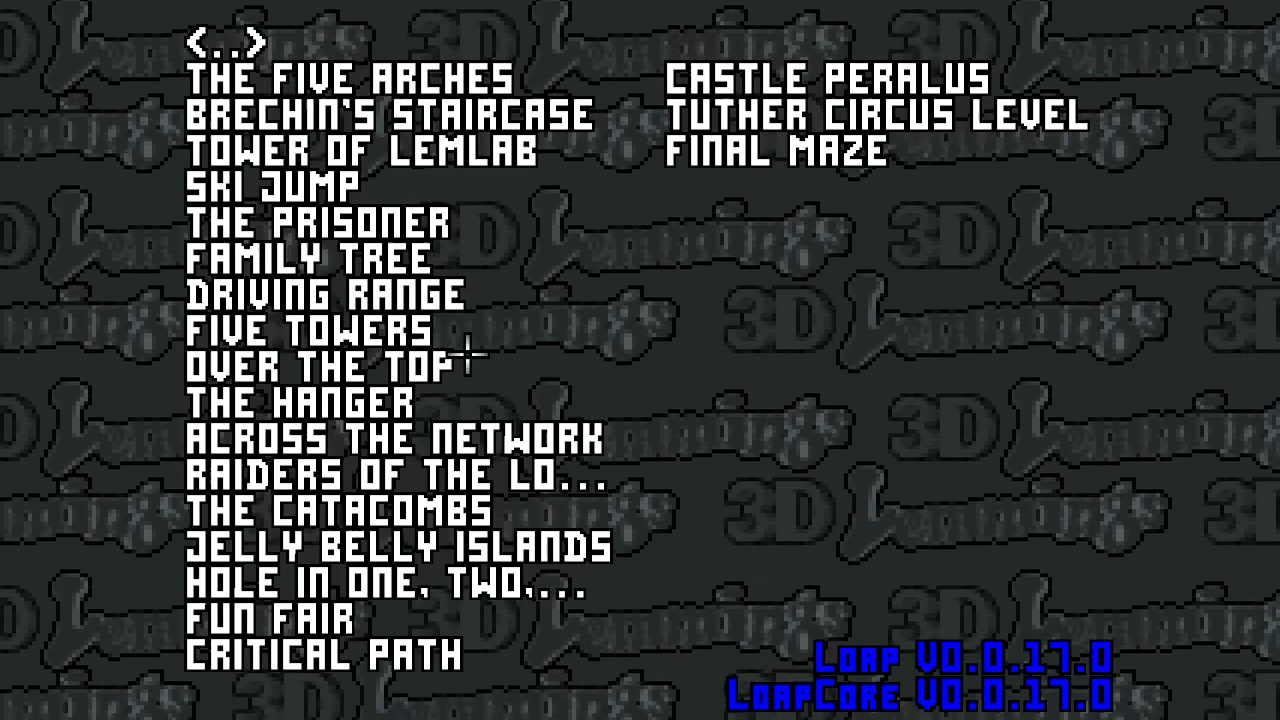 <..>
THE FIVE ARCHES
BRECHIN'S STAIRCASE
TOWER OF LEMLAB
SKI JUMP
THE PRISONER
FAMILY TREE
DRIVING RANGE
FIVE TOWERS
OVER THE TOP
THE HANGER
ACROSS THE NETWORK
RAIDERS OF THE LO...
THE CATACOMBS
JELLY BELLY ISLANDS
HOLE IN ONE, TWO,...
FUN FAIR
CRITICAL PATH
CASTLE PERALUS
TUTHER CIRCUS LEVEL
FINAL MAZE
LOAP V0.0.17.0
LOAPCORE V0.0.17.0
3D Lemmings